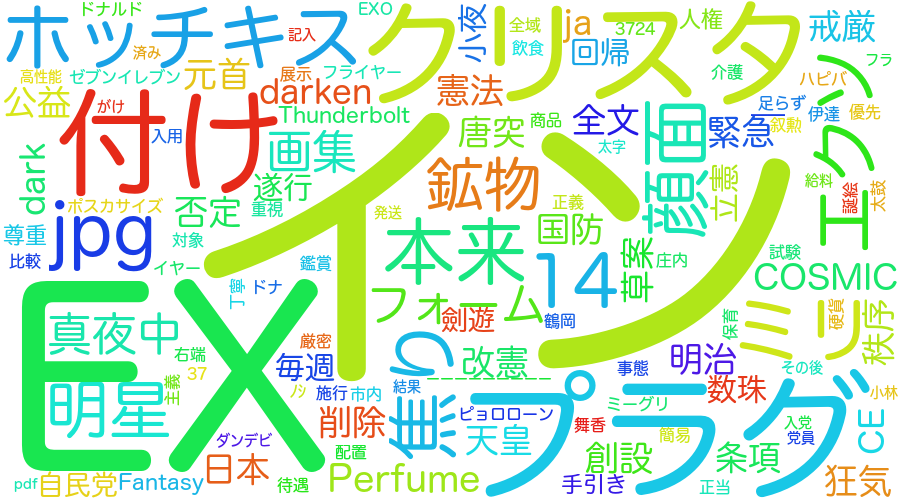 ドナルド
EXO
小夜
全域
ja
3724
人権
戒厳
ホッチキス
済み
記入
クリスタ
飲食
回帰
フラ
高性能
ゼブンイレブン
元首
展示
フライヤー
憲法
介護
ハピバ
公益
がけ
darken
足らず
伊達
優先
付け
Thunderbolt
商品
全文
顔面
緊急
叙勲
エクハ
入用
画集
唐突
太字
dark
遂行
イン
鉱物
立憲
給料
誕絵
太鼓
jpg
ポスカサイズ
否定
重視
正義
発送
国防
尊重
対象
本来
草案
試験
比較
イヤー
鑑賞
庄内
丁寧
ドナ
14
COSMIC
EX
フォーム
真夜中
厳密
劍遊
鶴岡
保育
ミリ
硬貨
秩序
右端
毎週
焦り
改憲
明治
事態
その後
37
主義
施行
市内
結果
プラグ
数珠
小林
明星
削除
ピョロローン
ミーグリ
舞香
入党
CE
ダンデビ
配置
天皇
簡易
党員
pdf
自民党
Fantasy
日本
待遇
Perfume
創設
手引き
条項
正当
狂気